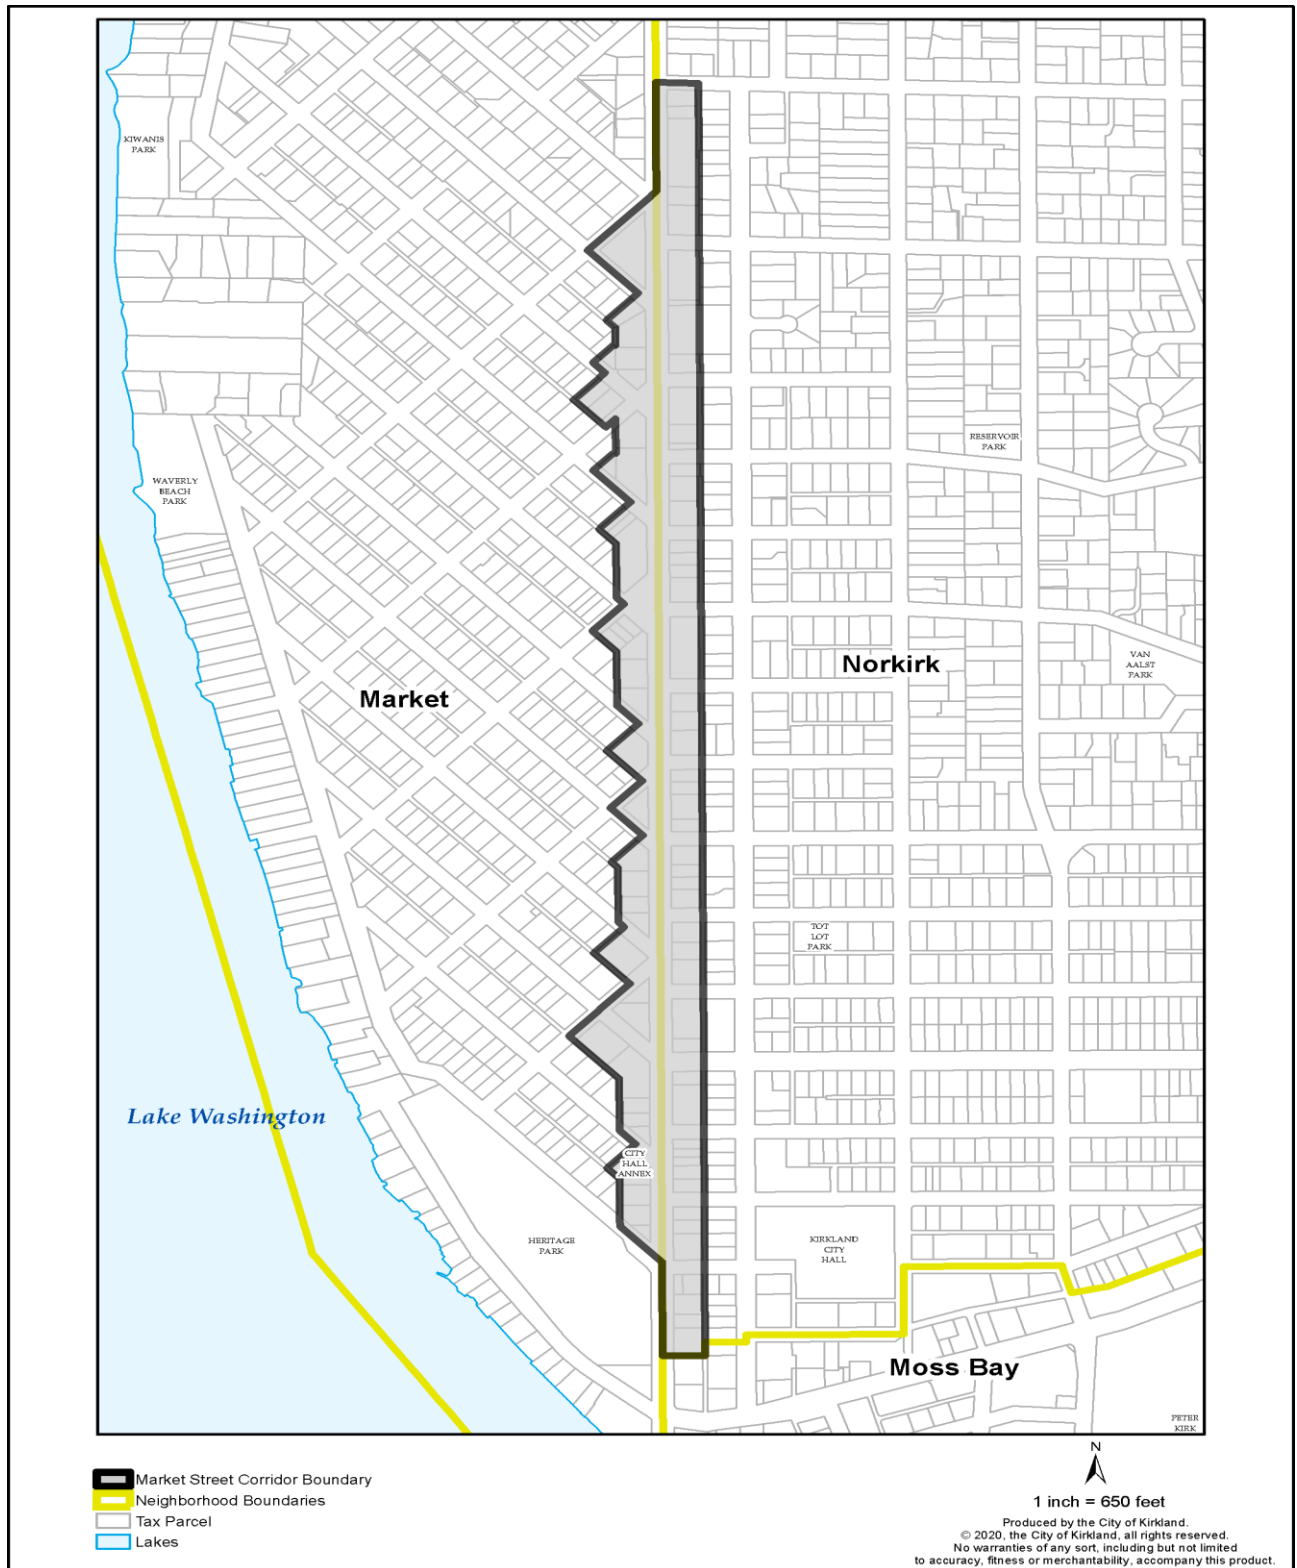 KIWANIS
PARK
RESERVOIR
PARK
WAVERLY
BEACH
PARK
VAN
AALST
PARK
Norkirk
Market
TOT
LOT
PARK
Lake Washington
CITY
HALL
ANNEX
HERITAGE
PARK
KIRKLAND
CITY
HALL
Moss Bay
PETER
KIRK
Market Street Corridor Boundary
Neighborhood Boundaries
Tax Parcel
Lakes
N
1 inch = 650 feet
Produced by the City of Kirkland.
© 2020, the City of Kirkland, all rights reserved.
No warranties of any sort, including but not limited
to accuracy, fitness or merchantability, accompany this product.